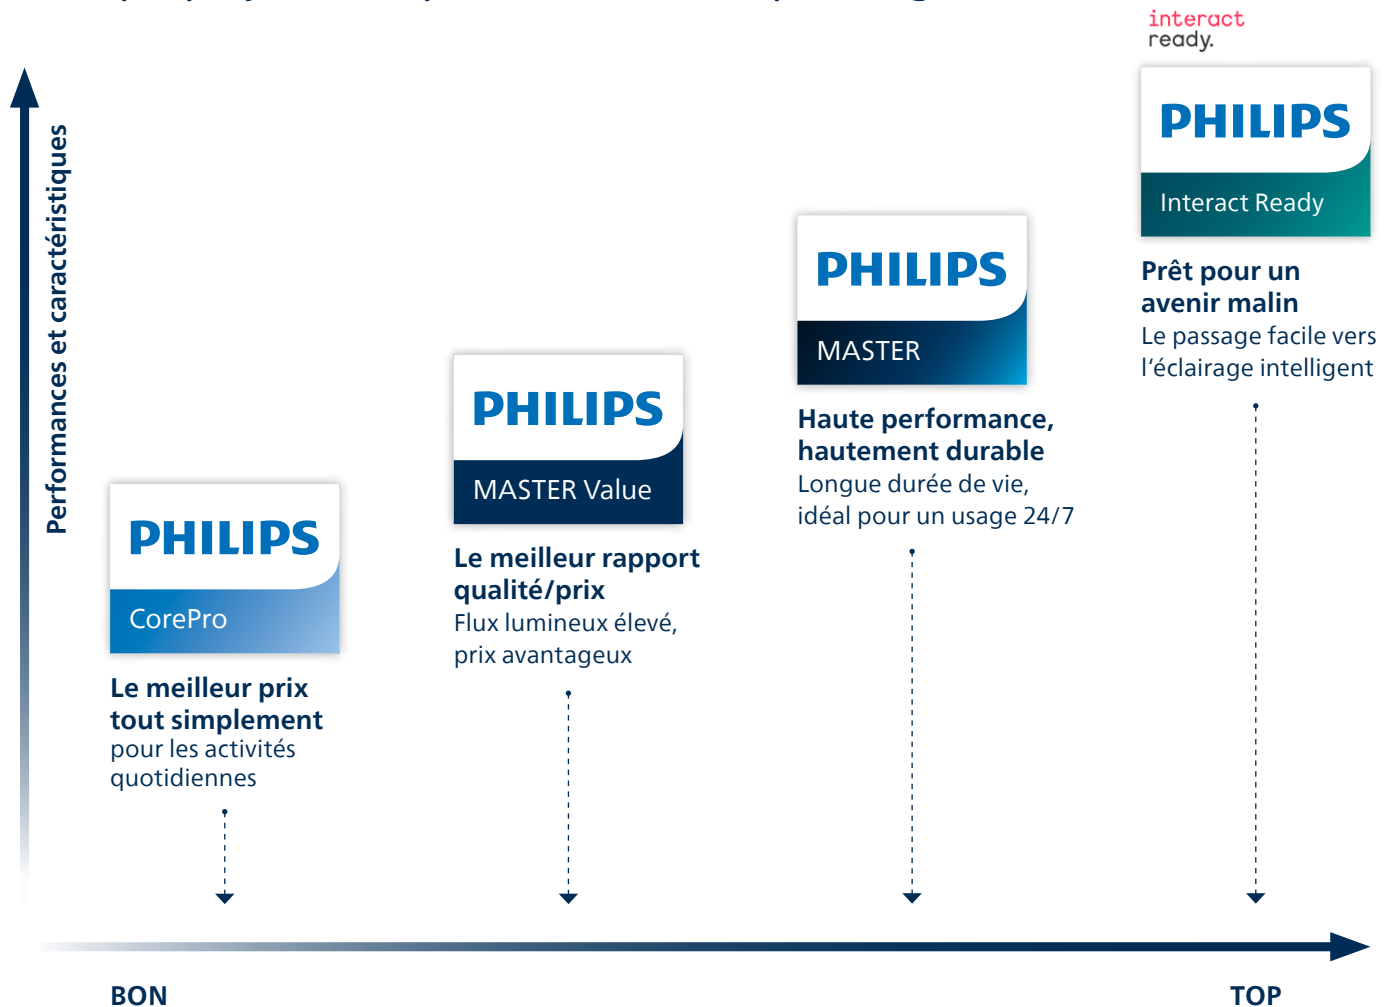 interact
ready.
PHILIPS
Interact Ready
Prêt pour un
avenir malin
Le passage facile vers
l’éclairage intelligent
PHILIPS
MASTER
Haute performance,
hautement durable
Longue durée de vie,
idéal pour un usage 24/7
PHILIPS
MASTER Value
Le meilleur rapport
qualité/prix
Flux lumineux élevé,
prix avantageux
PHILIPS
CorePro
Le meilleur prix
tout simplement
pour les activités
quotidiennes
Performances et caractéristiques
BON
TOP